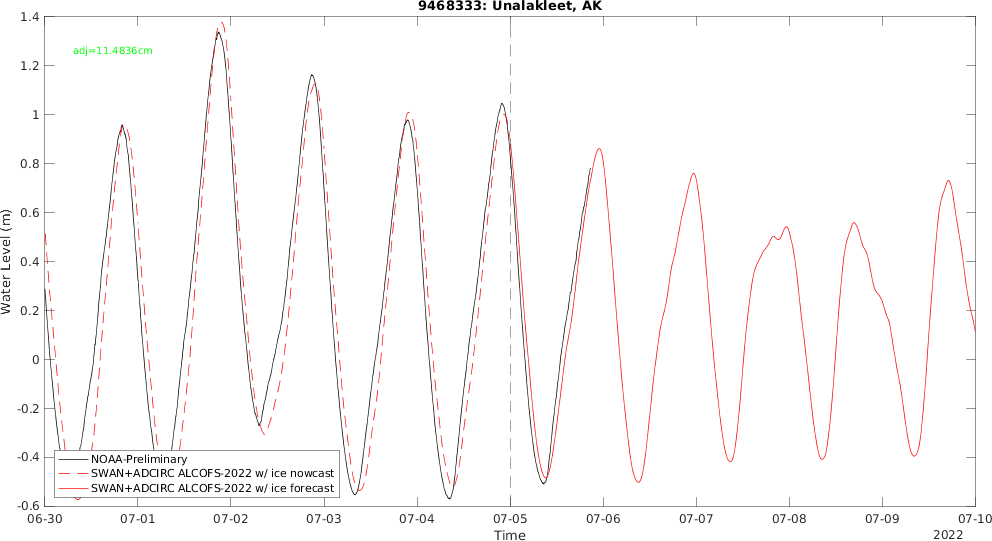 9468333: Unalakleet, AK
1.4
1.2
1
0.8
0.6
0.4
0.2
0
-0.2
-0.4
-0.6
Water Level (m)
adj=11.4836cm
NOAA-Preliminary
SWAN+ADCIRC ALCOFS-2022 w/ ice nowcast
SWAN+ADCIRC ALCOFS-2022 w/ ice forecast
06-30 07-01 07-02 07-03 07-04 07-05 07-06 07-07 07-08 07-09 07-10
Time
2022